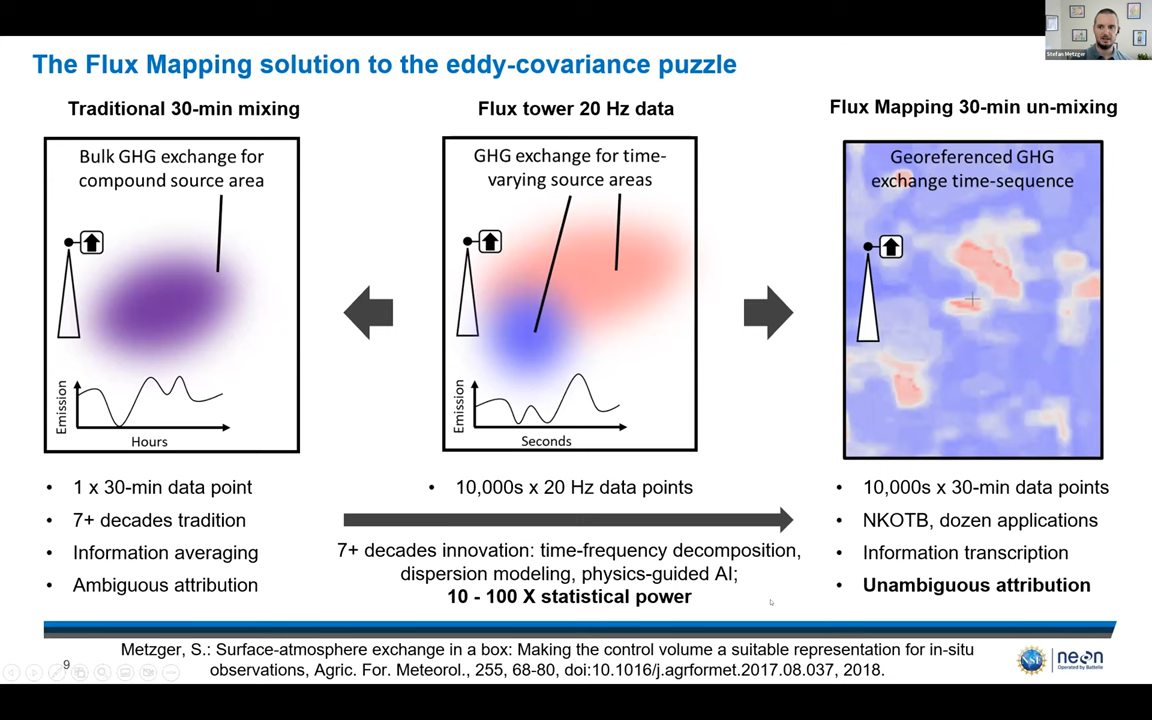 Stefan Metzger
The Flux Mapping solution to the eddy-covariance puzzle
Traditional 30-min mixing
Bulk GHG exchange for
compound source area
Emission
Hours
• 1 x 30-min data point
• 7+ decades tradition
• Information averaging
• Ambiguous attribution
Flux tower 20 Hz data
GHG exchange for time-
varying source areas
Emission
Seconds
• 10,000s x 20 Hz data points
7+ decades innovation: time-frequency decomposition,
dispersion modeling, physics-guided AI;
10 - 100 X statistical power
Flux Mapping 30-min un-mixing
Georeferenced GHG
exchange time-sequence
• 10,000s x 30-min data points
• NKOTB, dozen applications
• Information transcription
• Unambiguous attribution
Metzger, S.: Surface-atmosphere exchange in a box: Making the control volume a suitable representation for in-situ
observations, Agric. For. Meteorol., 255, 68-80, doi:10.1016/j.agrformet.2017.08.037, 2018.
9
NSF
neon
Operated by Battelle